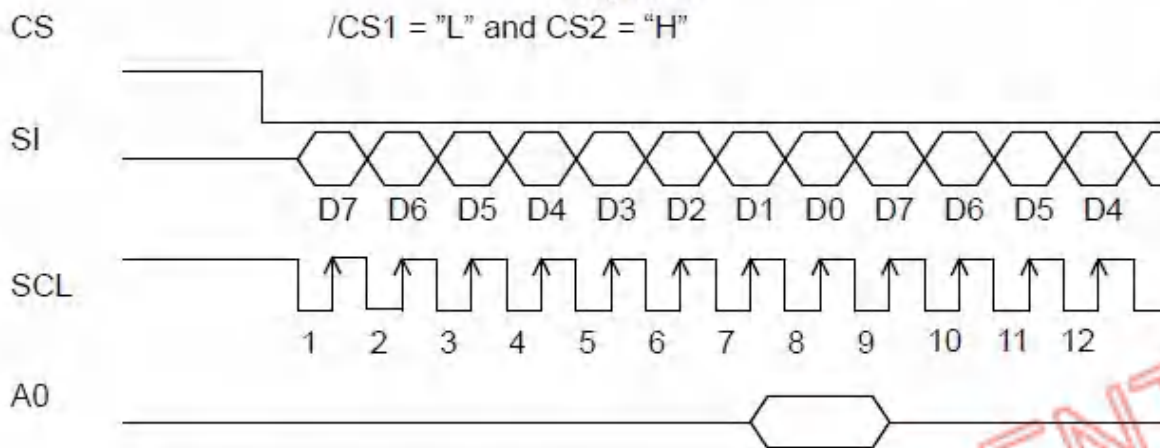 CS /CS1 = ”L” and CS2 = “H”
SI
D7 D6 D5 D4 D3 D2 D1 D0 D7 D6 D5 D4
SCL
1 2 3 4 5 6 7 8 9 10 11 12
A0